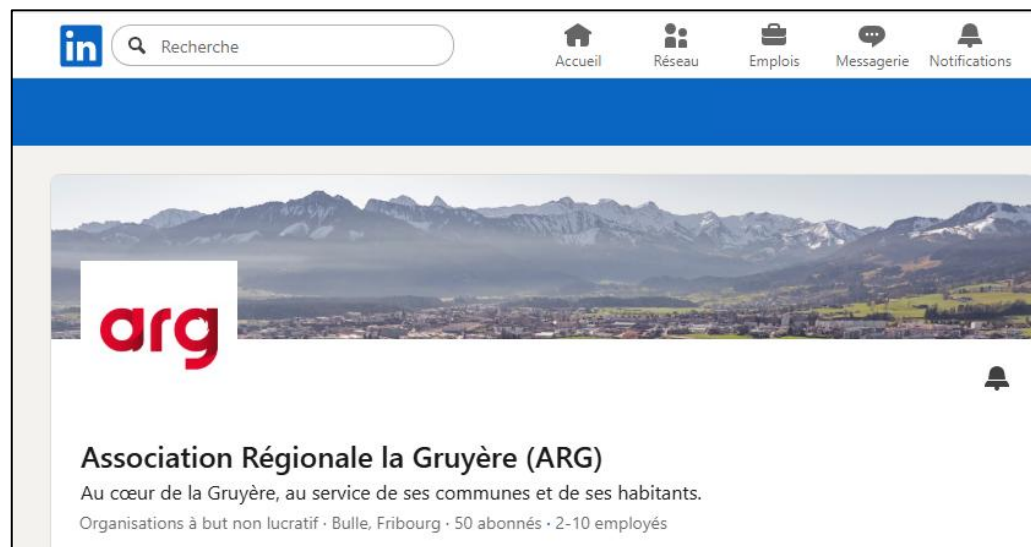 in
Recherche
Accueil
Réseau
Emplois
Messagerie
Notifications
arg
Association Régionale la Gruyère (ARG)
Au cœur de la Gruyère, au service de ses communes et de ses habitants.
Organisations à but non lucratif · Bulle, Fribourg · 50 abonnés · 2-10 employés